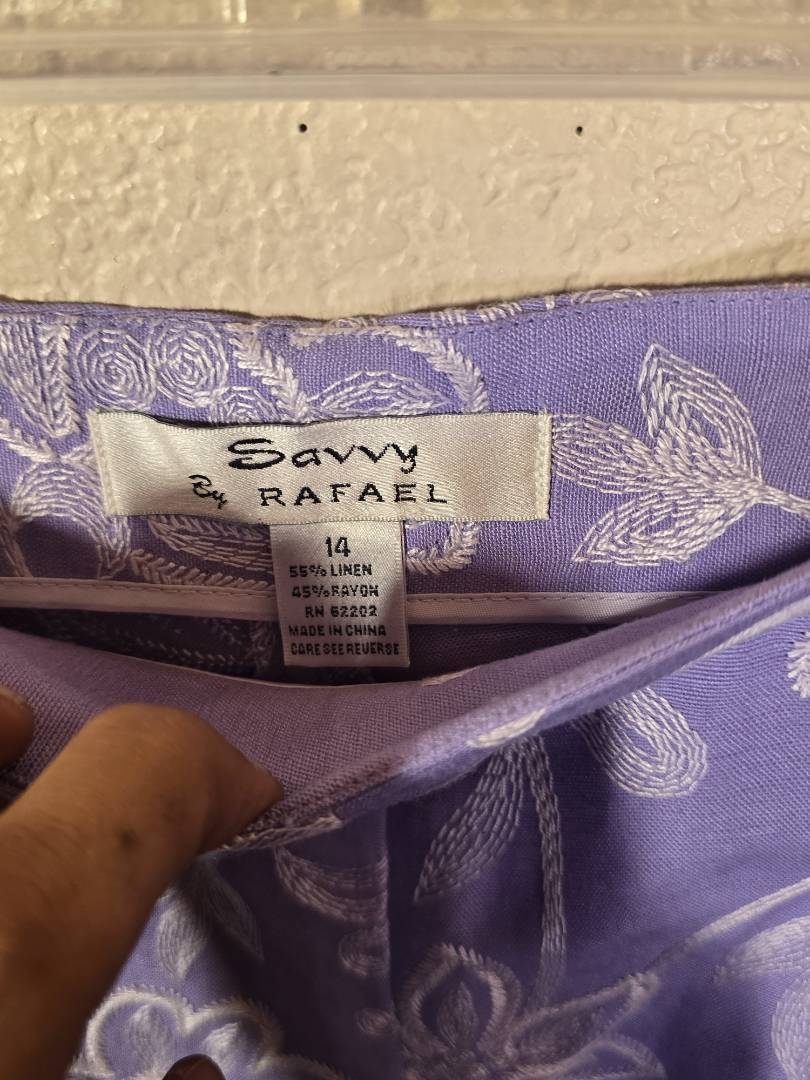 Savvy
By RAFAEL
14
55% LINEN
45% RAYON
RN 62202
MADE IN CHINA
CARE SEE REVERSE